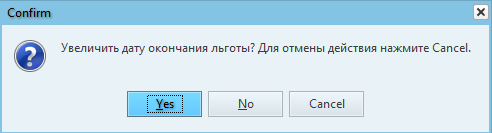 Confirm
Увеличить дату окончания льготы? Для отмены действия нажмите Cancel.
Yes
No
Cancel